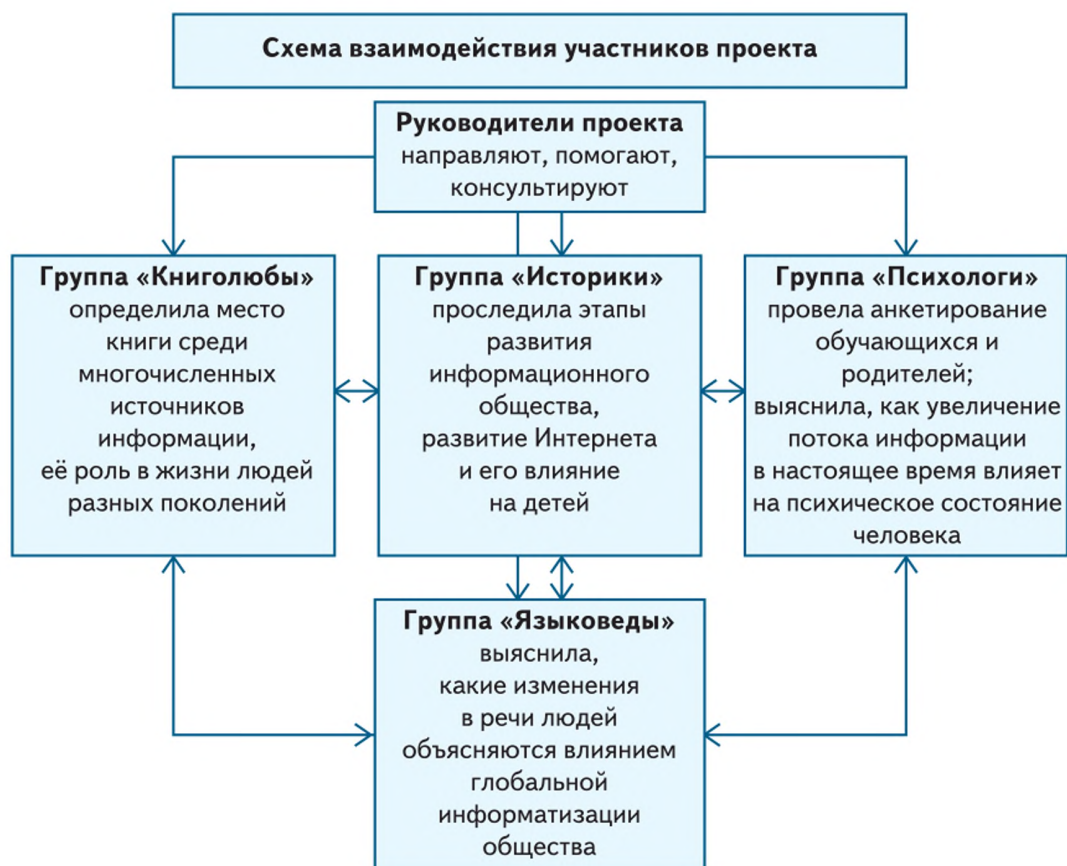 Схема взаимодействия участников проекта
Руководители проекта
направляют, помогают,
консультируют
Группа «Книголюбы»
определила место
книги среди
многочисленных
источников
информации,
её роль в жизни людей
разных поколений
Группа «Историки»
проследила этапы
развития
информационного
общества,
развитие Интернета
и его влияние
на детей
Группа «Психологи»
провела анкетирование
обучающихся и
родителей;
выяснила, как увеличение
потока информации
в настоящее время влияет
на психическое состояние
человека
Группа «Языковеды»
выяснила,
какие изменения
в речи людей
объясняются влиянием
глобальной
информатизации
общества